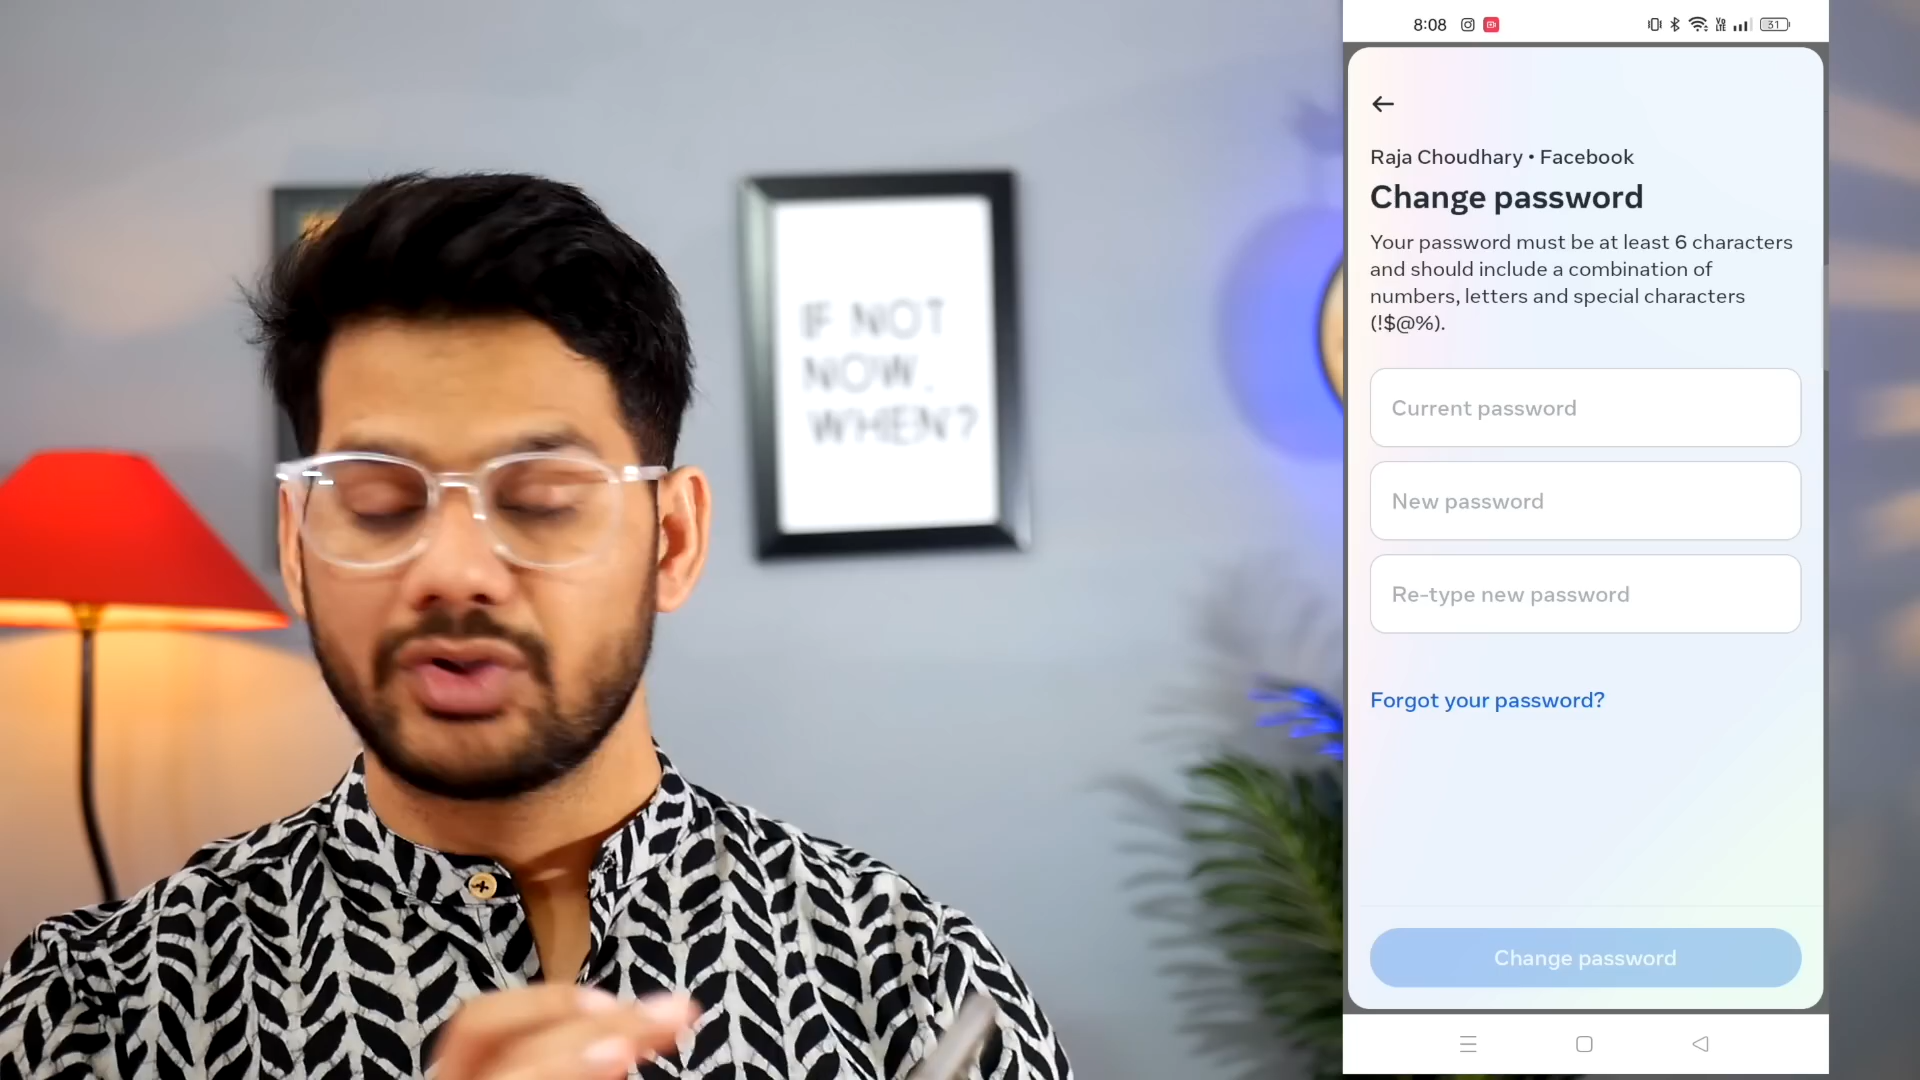 IF NOT
NOW.
WHEN?
8:08
31
Raja Choudhary • Facebook
Change password
Your password must be at least 6 characters
and should include a combination of
numbers, letters and special characters
(!$@%).
Current password
New password
Re-type new password
Forgot your password?
Change password